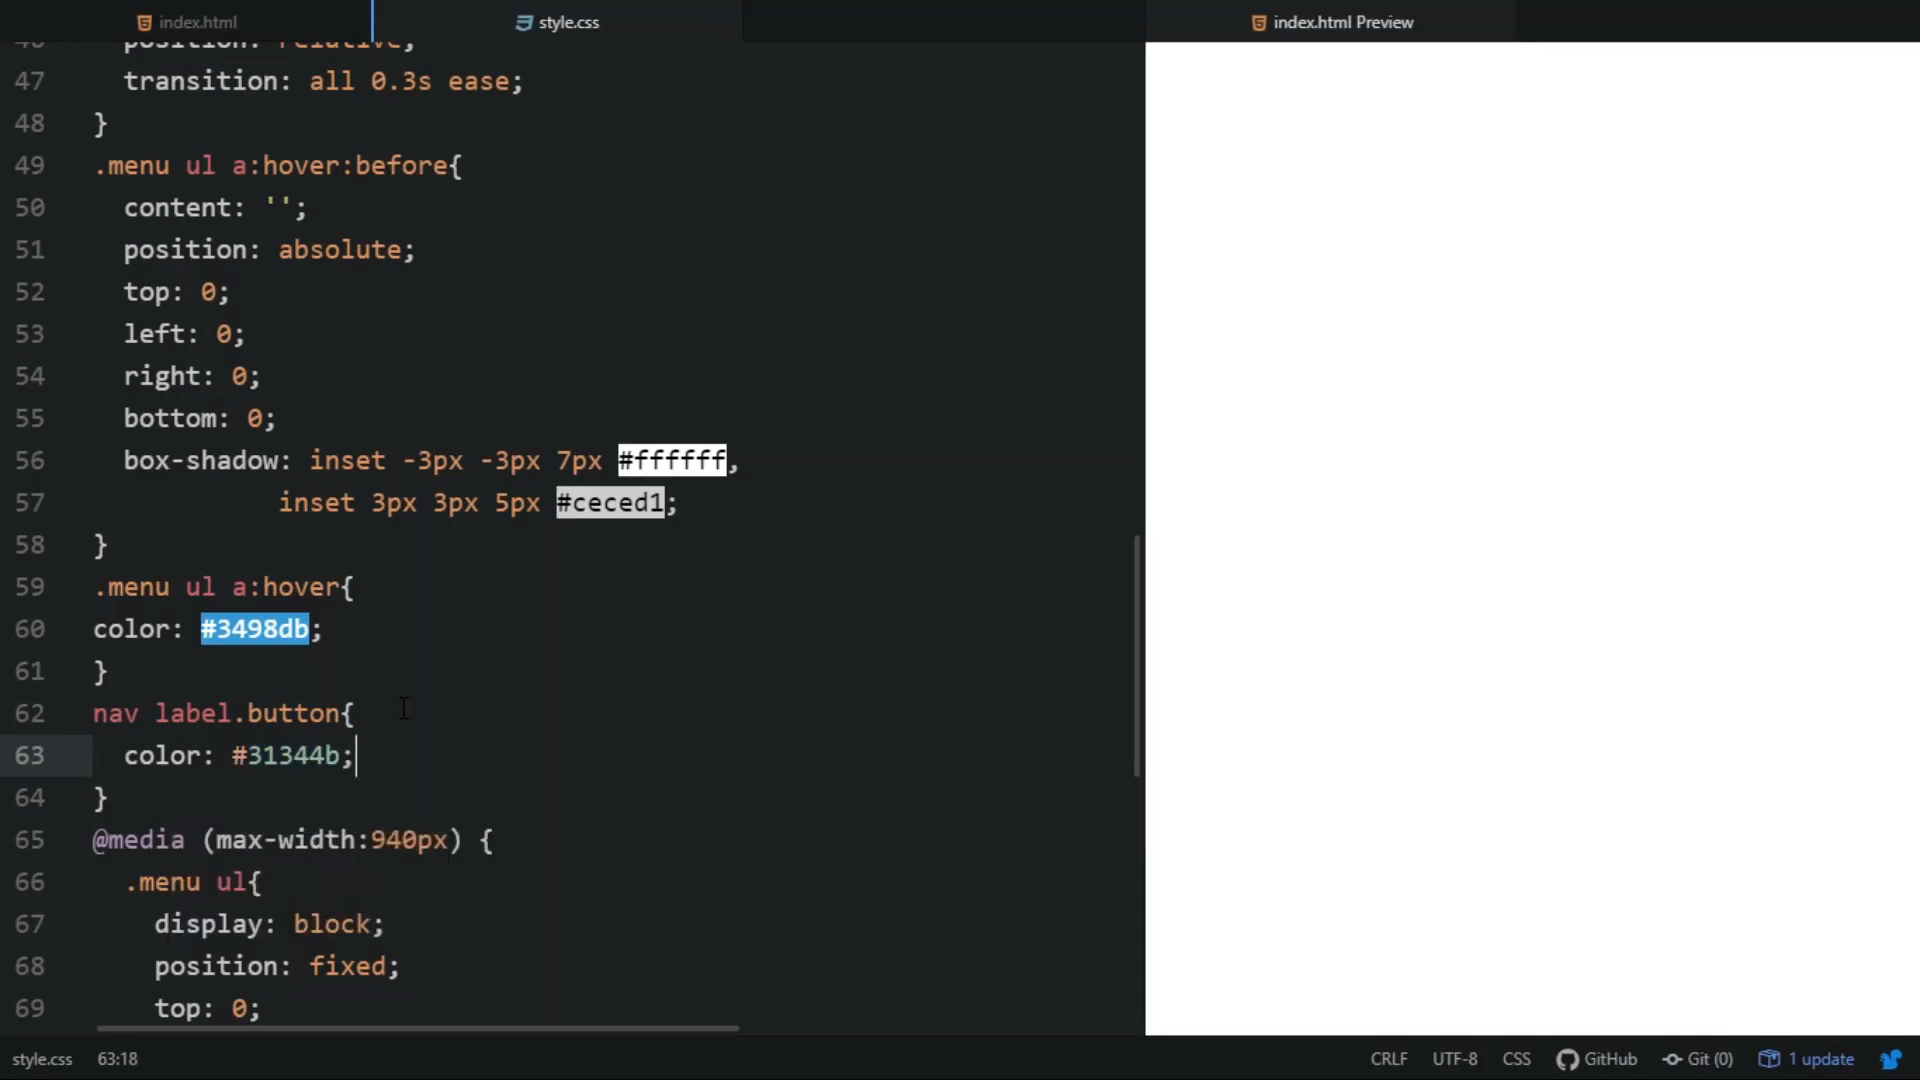 index.html
style.css
index.html Preview
46 position: relative;
47 transition: all 0.3s ease;
48 }
49 .menu ul a:hover:before{
50 content: '';
51 position: absolute;
52 top: 0;
53 left: 0;
54 right: 0;
55 bottom: 0;
56 box-shadow: inset -3px -3px 7px #ffffff,
57 inset 3px 3px 5px #ceced1;
58 }
59 .menu ul a:hover{
60 color: #3498db;
61 }
62 nav label.button{
63 color: #31344b;
64 }
65 @media (max-width:940px) {
66 .menu ul{
67 display: block;
68 position: fixed;
69 top: 0;
style.css 63:18 CRLF UTF-8 CSS GitHub Git (0) 1 update